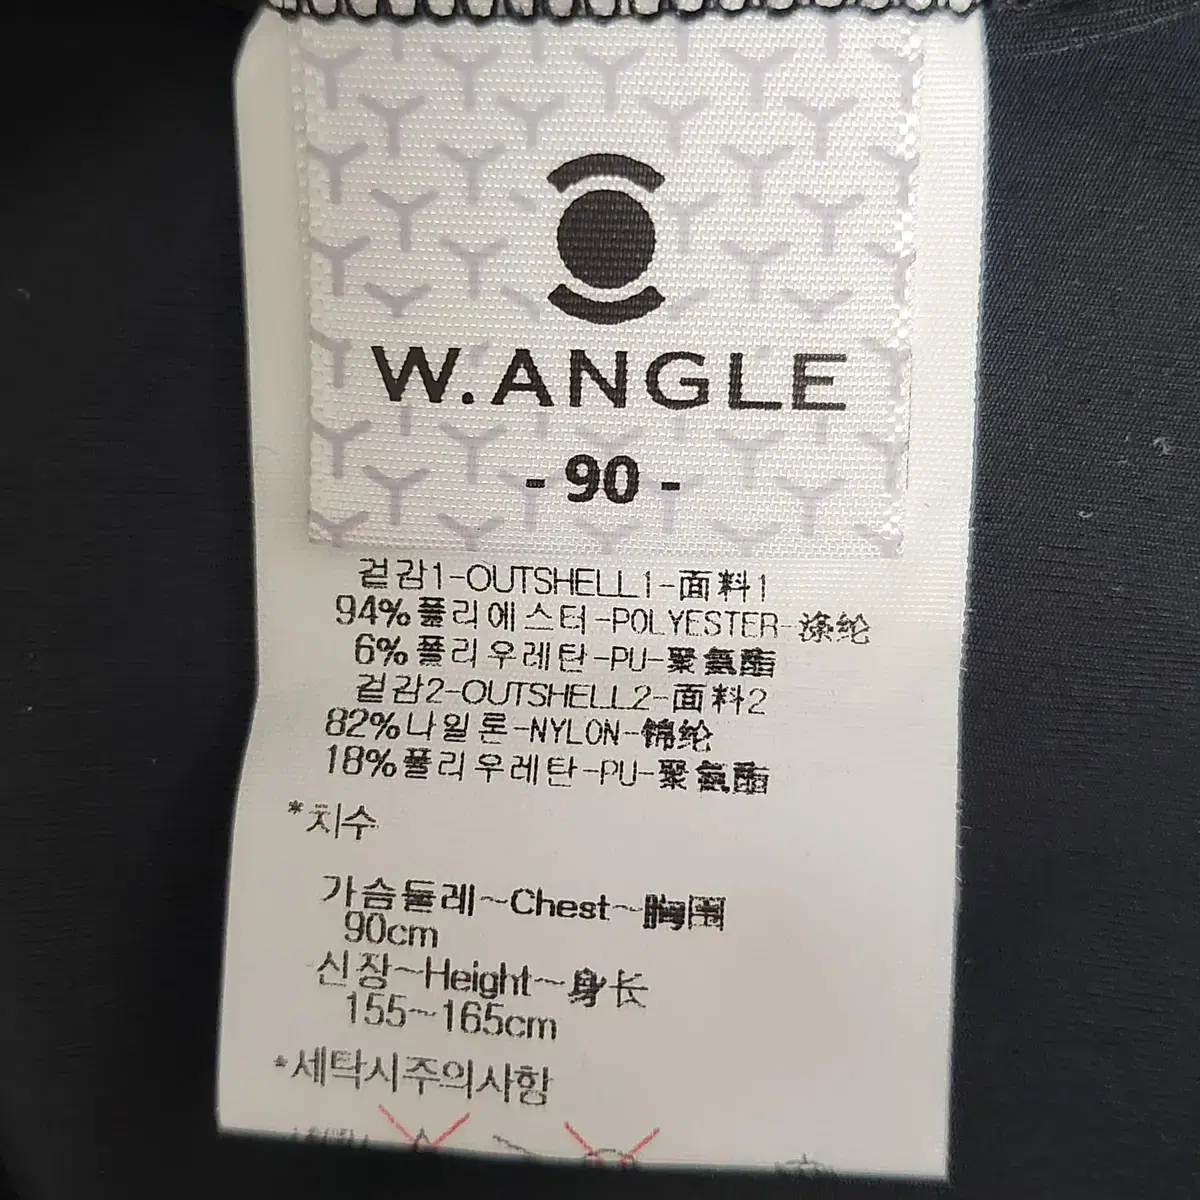 W.ANGLE
- 90 -
겉감1-OUTSHELL1-面料1
94%폴리에스터-POLYESTER-涤纶
6%폴리우레탄-PU-聚氨酯
겉감2-OUTSHELL2-面料2
82%나일론-NYLON-锦纶
18%폴리우레탄-PU-聚氨酯
*치수
가슴둘레~Chest~胸围
90cm
신장~Height~身长
155~165cm
*세탁시주의사항